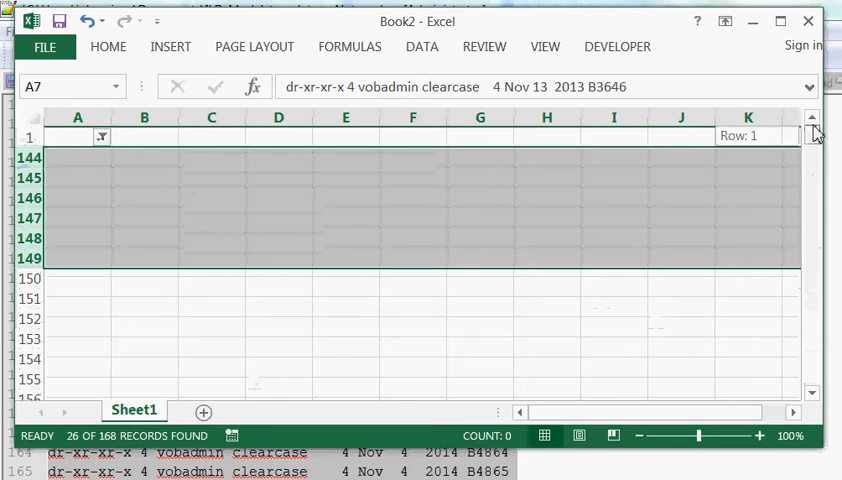 Book2 - Excel
FILE HOME INSERT PAGE LAYOUT FORMULAS DATA REVIEW VIEW DEVELOPER Sign in
A7 fx dr-xr-xr-x 4 vobadmin clearcase 4 Nov 13 2013 B3646
A B C D E F G H I J K
1 Row: 1
144
145
146
147
148
149
150
151
152
153
154
155
156
Sheet1
READY 26 OF 168 RECORDS FOUND COUNT: 0 100%
164 dr-xr-xr-x 4 vobadmin clearcase 4 Nov 4 2014 B4864
165 dr-xr-xr-x 4 vobadmin clearcase 4 Nov 4 2014 B4865